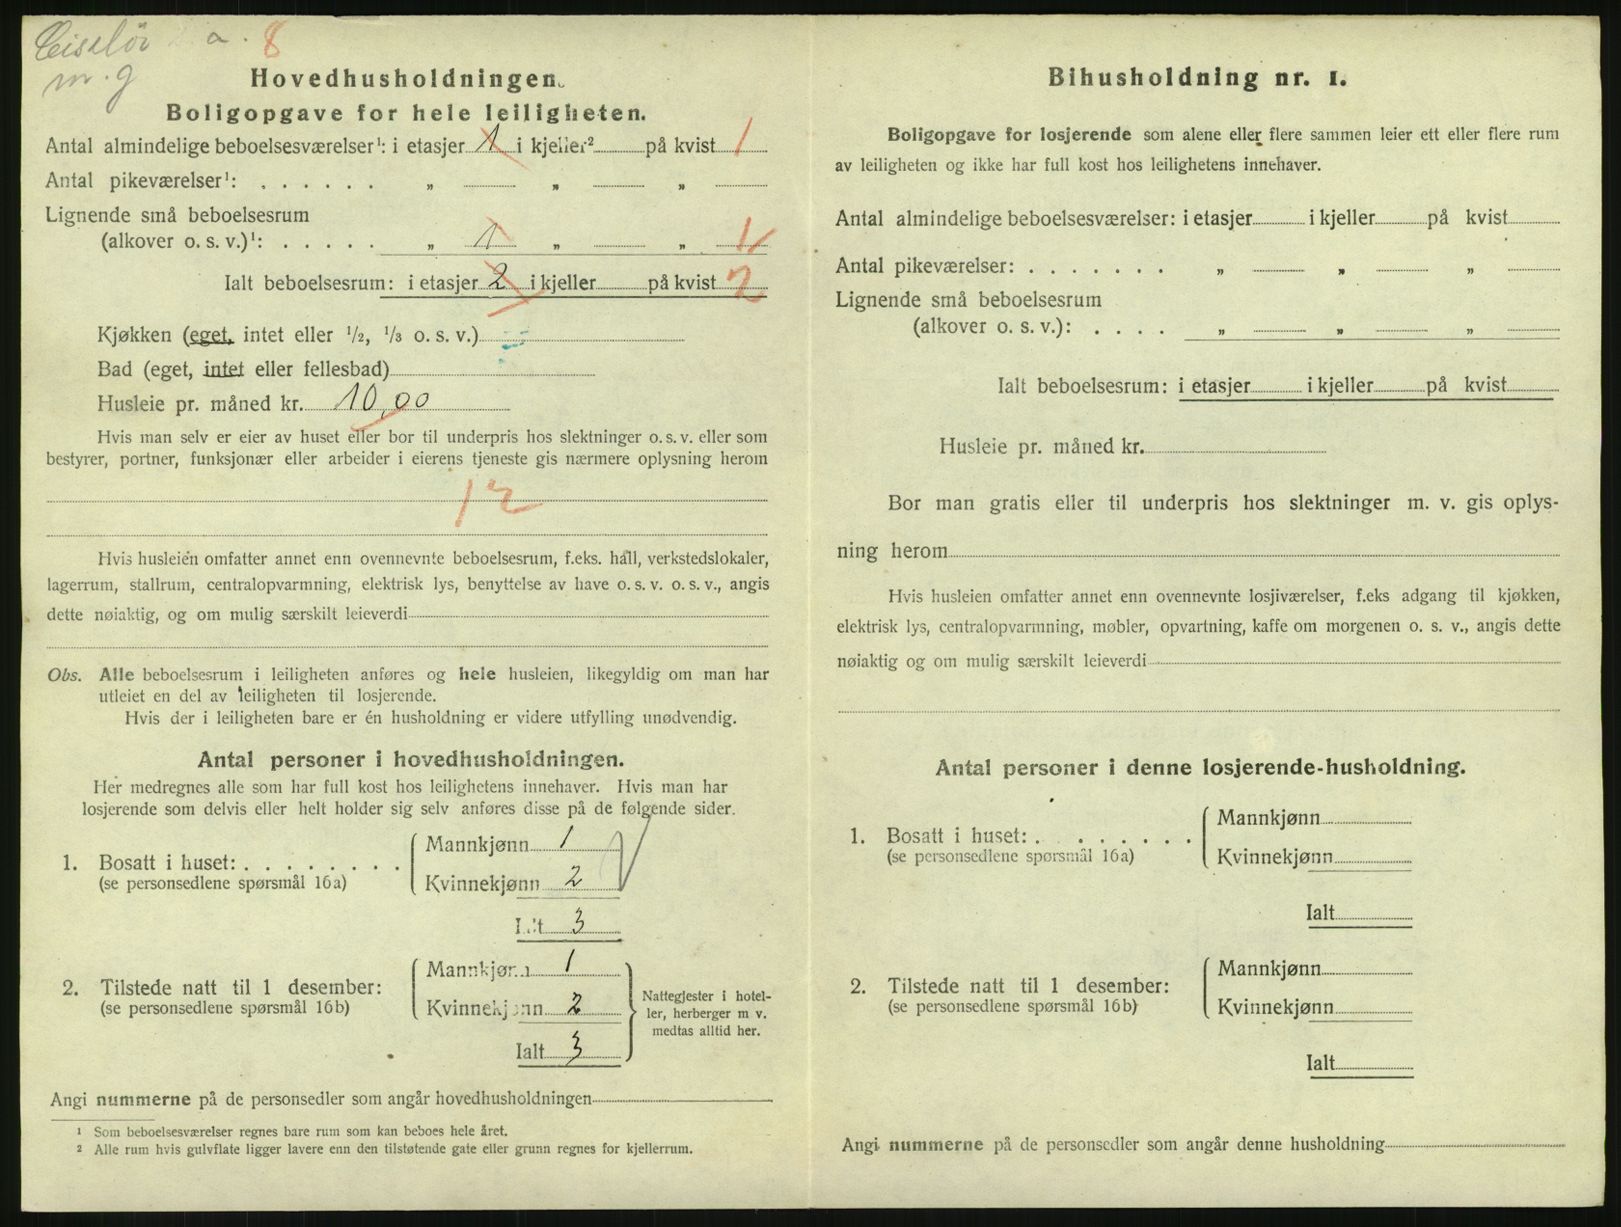 Ciselør a. 8
m. g
Hovedhusholdningen.
Boligopgave for hele leiligheten.
Antal almindelige beboelsesværelser¹: i etasjer 1 i kjeller² på kvist 1
Antal pikeværelser¹: . . . . . . „ „ „
Lignende små beboelsesrum
(alkover o. s. v.)¹: . . . . . „ 1 „ „ 1
Ialt beboelsesrum: i etasjer 2 i kjeller på kvist 2
Kjøkken (eget, intet eller ½, ⅓ o. s. v.)
Bad (eget, intet eller fellesbad)
Husleie pr. måned kr. 10,00
Hvis man selv er eier av huset eller bor til underpris hos slektninger o. s. v. eller som
bestyrer, portner, funksjonær eller arbeider i eierens tjeneste gis nærmere oplysning herom
12
Hvis husleien omfatter annet enn ovennevnte beboelsesrum, f.eks. hall, verkstedslokaler,
lagerrum, stallrum, centralopvarmning, elektrisk lys, benyttelse av have o. s. v. o. s. v., angis
dette nøiaktig, og om mulig særskilt leieverdi
Obs. Alle beboelsesrum i leiligheten anføres og hele husleien, likegyldig om man har
utleiet en del av leiligheten til losjerende.
Hvis der i leiligheten bare er én husholdning er videre utfylling unødvendig.
Antal personer i hovedhusholdningen.
Her medregnes alle som har full kost hos leilighetens innehaver. Hvis man har
losjerende som delvis eller helt holder sig selv anføres disse på de følgende sider.
1. Bosatt i huset: . . . . . . . .
(se personsedlene spørsmål 16a)
Mannkjønn 1
Kvinnekjønn 2
Ialt 3
2. Tilstede natt til 1 desember:
(se personsedlene spørsmål 16b)
Mannkjønn 1
Kvinnekjønn 2
Ialt 3
Nattegjester i hotel-
ler, herberger m v.
medtas alltid her.
Angi nummerne på de personsedler som angår hovedhusholdningen
¹ Som beboelsesværelser regnes bare rum som kan beboes hele året.
² Alle rum hvis gulvflate ligger lavere enn den tilstøtende gate eller grunn regnes for kjellerrum.
Bihusholdning nr. 1.
Boligopgave for losjerende som alene eller flere sammen leier ett eller flere rum
av leiligheten og ikke har full kost hos leilighetens innehaver.
Antal almindelige beboelsesværelser: i etasjer i kjeller på kvist
Antal pikeværelser: . . . . . . . „ „ „
Lignende små beboelsesrum
(alkover o. s. v.): . . . . „ „ „
Ialt beboelsesrum: i etasjer i kjeller på kvist
Husleie pr. måned kr.
Bor man gratis eller til underpris hos slektninger m. v. gis oplys-
ning herom
Hvis husleien omfatter annet enn ovennevnte losjiværelser, f.eks adgang til kjøkken,
elektrisk lys, centralopvarmning, møbler, opvartning, kaffe om morgenen o. s. v., angis dette
nøiaktig og om mulig særskilt leieverdi
Antal personer i denne losjerende-husholdning.
1. Bosatt i huset: . . . . . . .
(se personsedlene spørsmål 16a)
Mannkjønn
Kvinnekjønn
Ialt
2. Tilstede natt til 1 desember:
(se personsedlene spørsmål 16b)
Mannkjønn
Kvinnekjønn
Ialt
Angi nummerne på de personsedler som angår denne husholdning